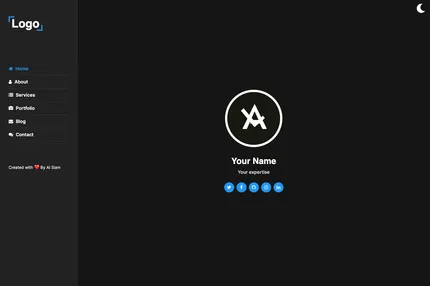 Logo
Home
About
Services
Portfolio
Blog
Contact
Created with ❤️ By Al Siam
Your Name
Your expertise